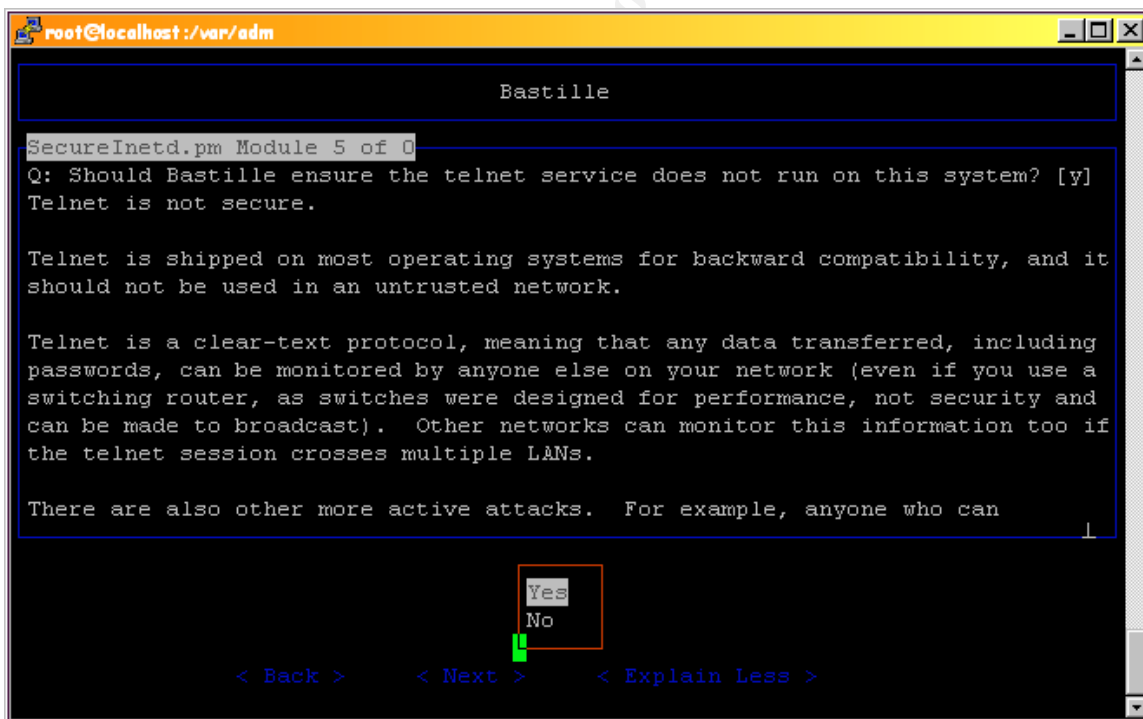 root@localhost:/var/adm
Bastille
SecureInetd.pm Module 5 of 0
Q: Should Bastille ensure the telnet service does not run on this system? [y]
Telnet is not secure.
Telnet is shipped on most operating systems for backward compatibility, and it
should not be used in an untrusted network.
Telnet is a clear-text protocol, meaning that any data transferred, including
passwords, can be monitored by anyone else on your network (even if you use a
switching router, as switches were designed for performance, not security and
can be made to broadcast).  Other networks can monitor this information too if
the telnet session crosses multiple LANs.
There are also other more active attacks.  For example, anyone who can
Yes
No
< Back > < Next > < Explain Less >